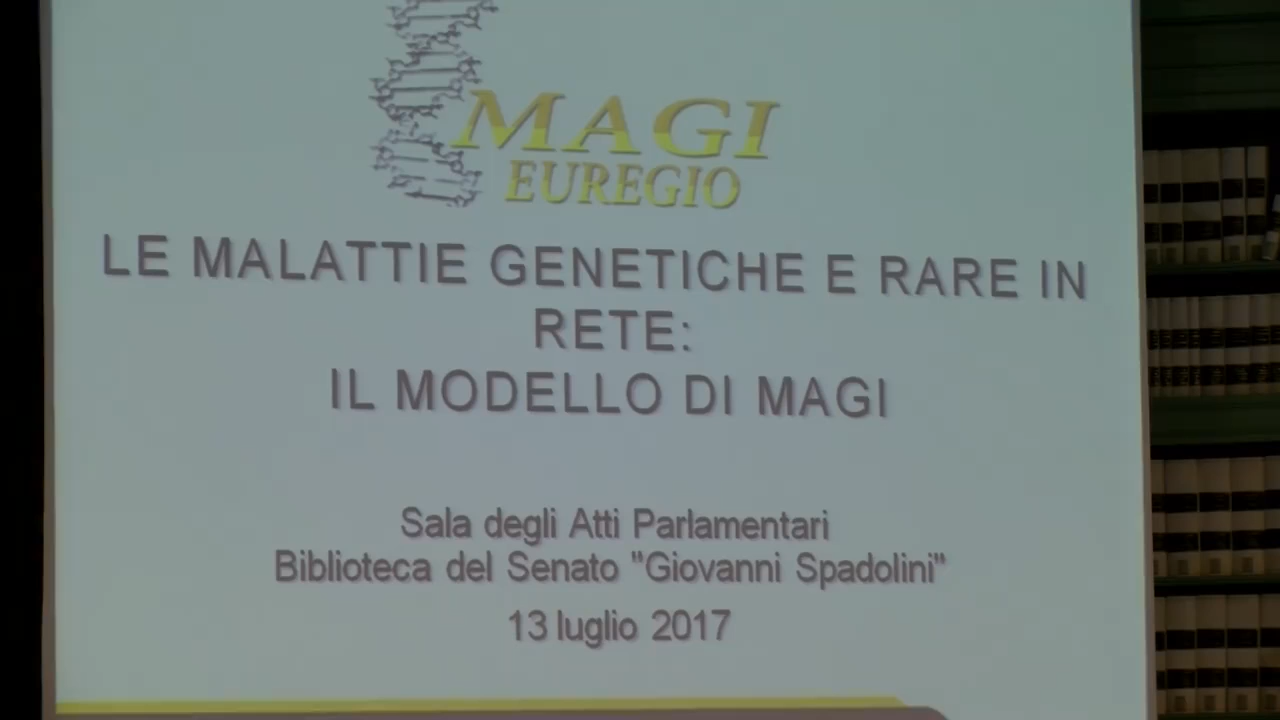 MAGI
EUREGIO
LE MALATTIE GENETICHE E RARE IN
RETE:
IL MODELLO DI MAGI
Sala degli Atti Parlamentari
Biblioteca del Senato "Giovanni Spadolini"
13 luglio 2017